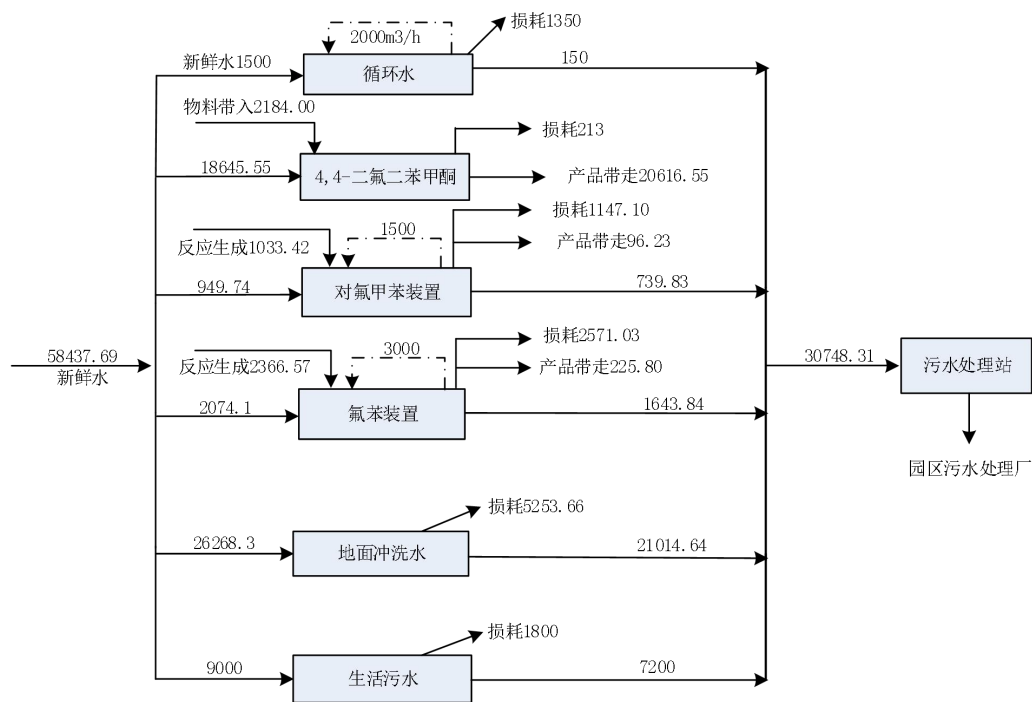 损耗1350
2000m3/h
新鲜水1500
循环水
150
物料带入2184.00
损耗213
18645.55
4,4-二氟二苯甲酮
产品带走20616.55
损耗1147.10
反应生成1033.42
1500
产品带走96.23
949.74
对氟甲苯装置
739.83
损耗2571.03
58437.69
新鲜水
反应生成2366.57
3000
产品带走225.80
30748.31
污水处理站
2074.1
氟苯装置
1643.84
园区污水处理厂
损耗5253.66
26268.3
地面冲洗水
21014.64
损耗1800
9000
生活污水
7200